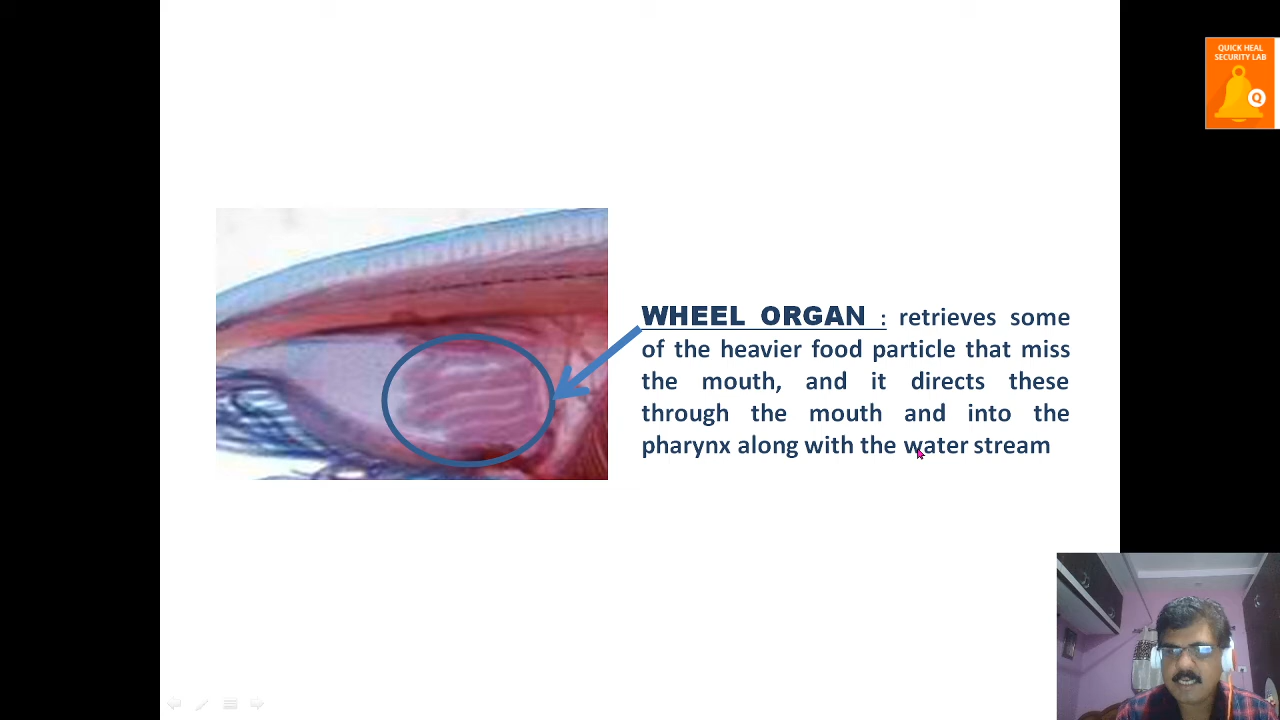 QUICK HEAL
SECURITY LAB
WHEEL ORGAN : retrieves some
of the heavier food particle that miss
the mouth, and it directs these
through the mouth and into the
pharynx along with the water stream